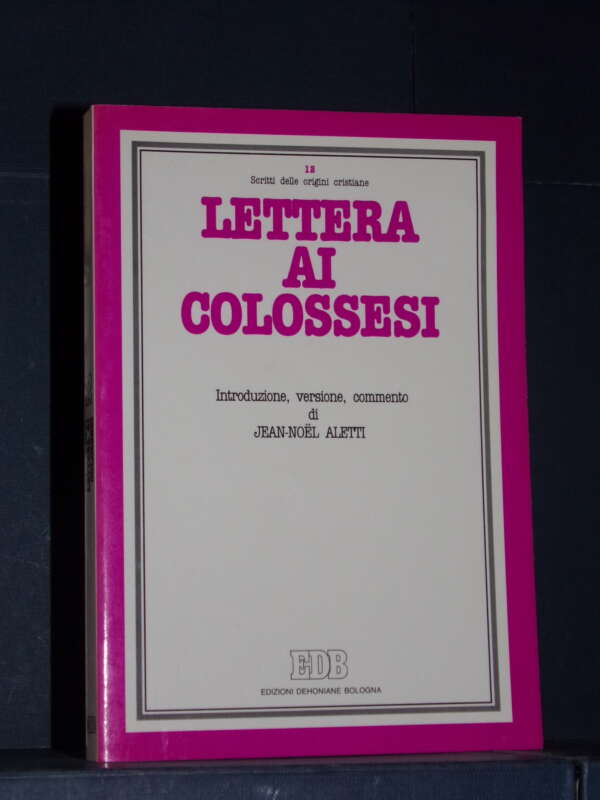 12
Scritti delle origini cristiane
LETTERA
AI
COLOSSESI
Introduzione, versione, commento
di
JEAN-NOËL ALETTI
EDB
EDIZIONI DEHONIANE BOLOGNA